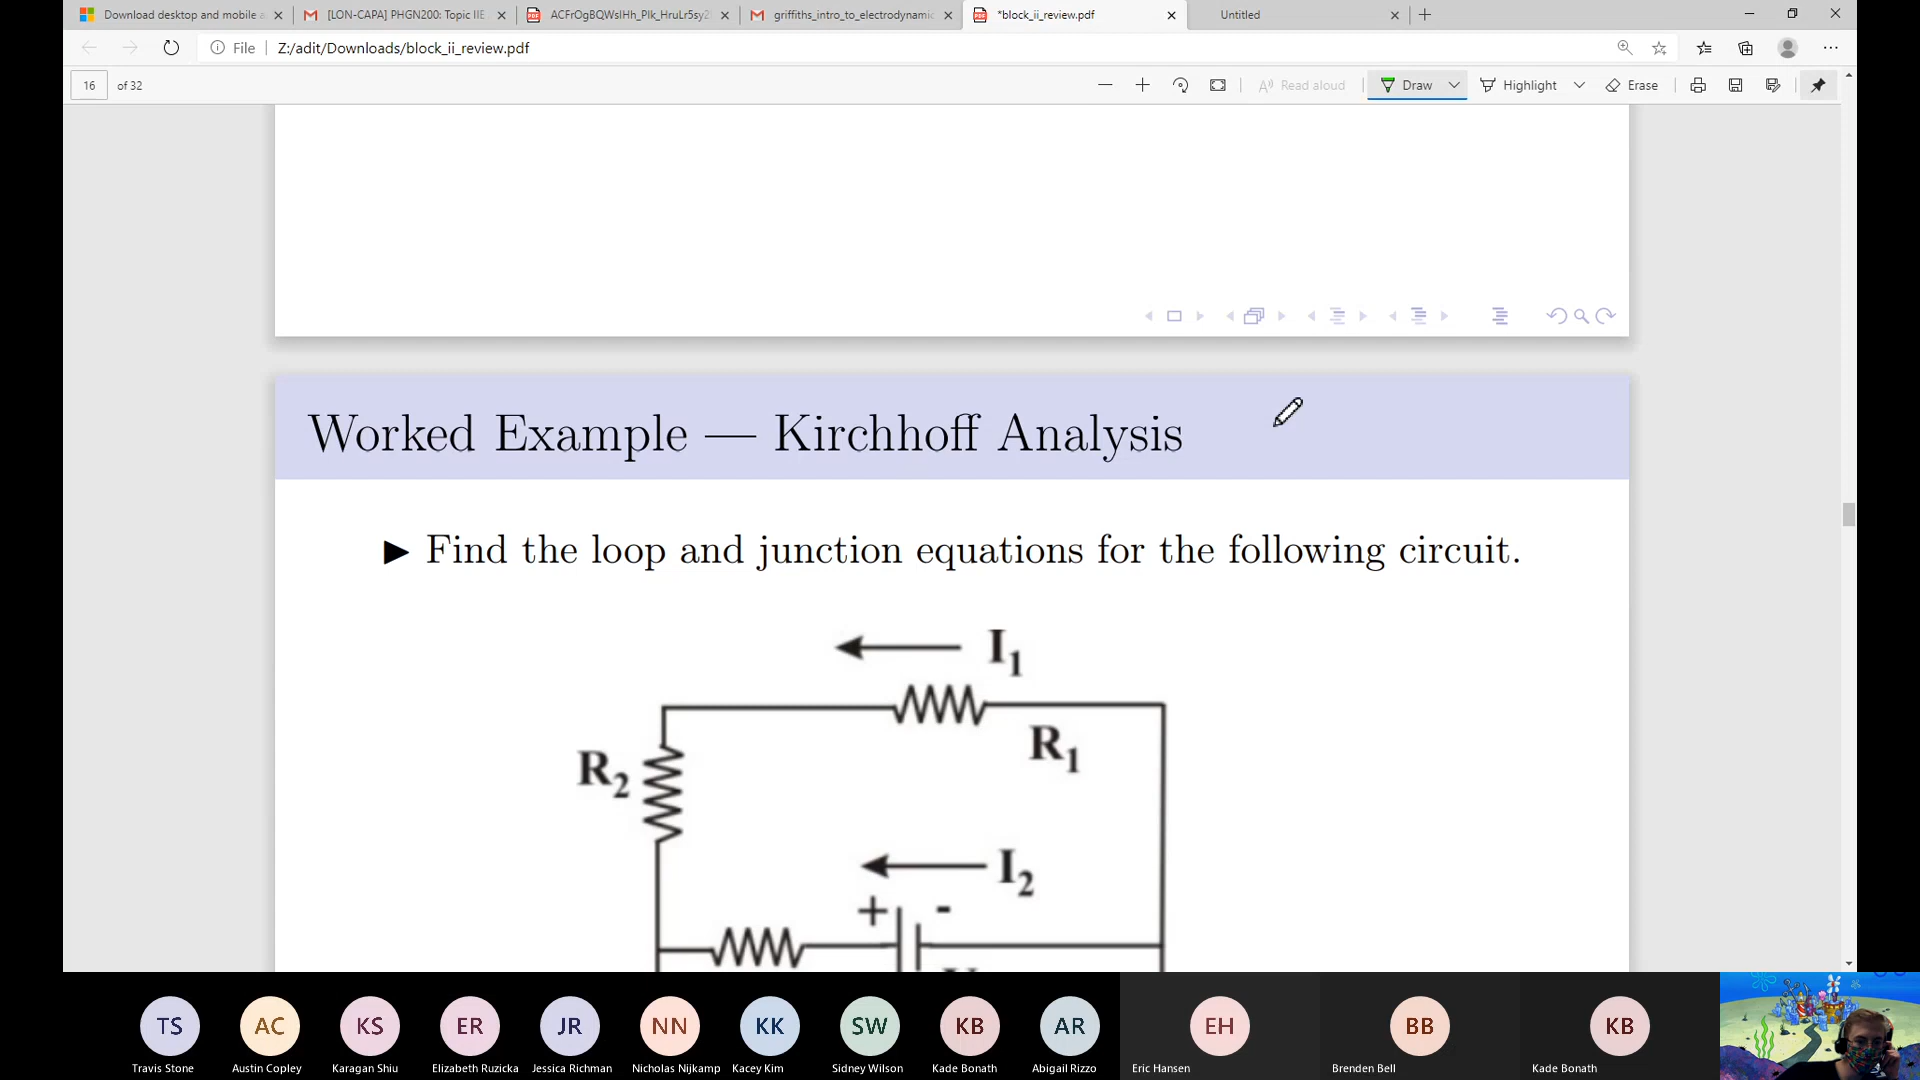 Download desktop and mobile a
[LON-CAPA] PHGN200: Topic IIE
ACFrOgBQWsIHh_Plk_HruLr5sy2
griffiths_intro_to_electrodynamic
*block_ii_review.pdf
Untitled
File
Z:/adit/Downloads/block_ii_review.pdf
16 of 32
Read aloud
Draw
Highlight
Erase
Worked Example — Kirchhoff Analysis
Find the loop and junction equations for the following circuit.
I1
R1
R2
I2
+ -
TS AC KS ER JR NN KK SW KB AR EH BB KB
Travis Stone Austin Copley Karagan Shiu Elizabeth Ruzicka Jessica Richman Nicholas Nijkamp Kacey Kim Sidney Wilson Kade Bonath Abigail Rizzo Eric Hansen Brenden Bell Kade Bonath